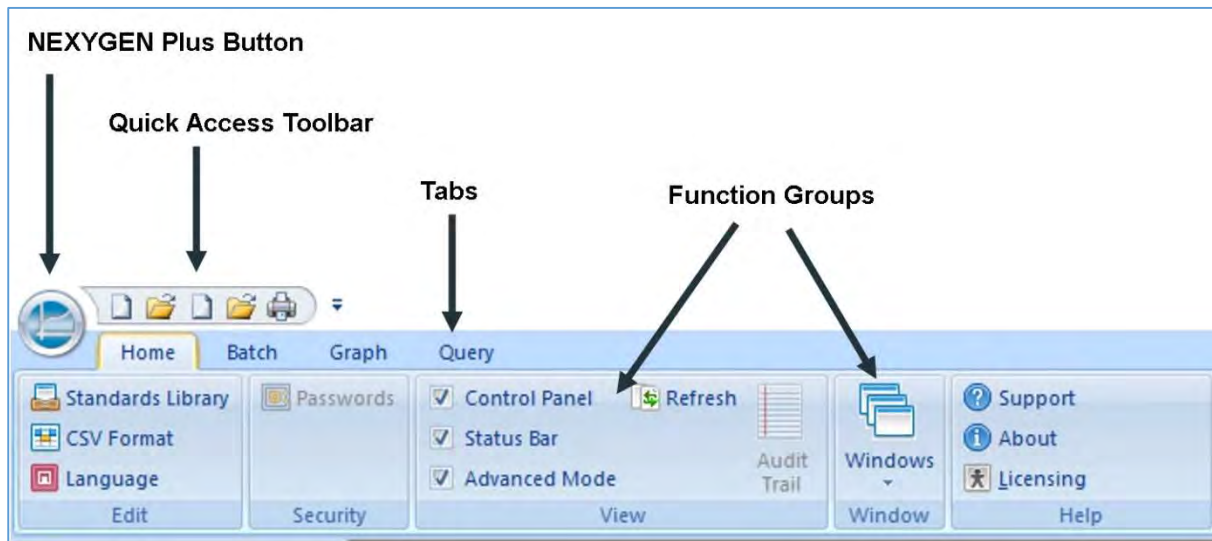 NEXYGEN Plus Button
Quick Access Toolbar
Tabs
Function Groups
Home Batch Graph Query
Standards Library
CSV Format
Language
Edit
Passwords
Security
Control Panel
Status Bar
Advanced Mode
Refresh
Audit
Trail
View
Windows
Window
Support
About
Licensing
Help